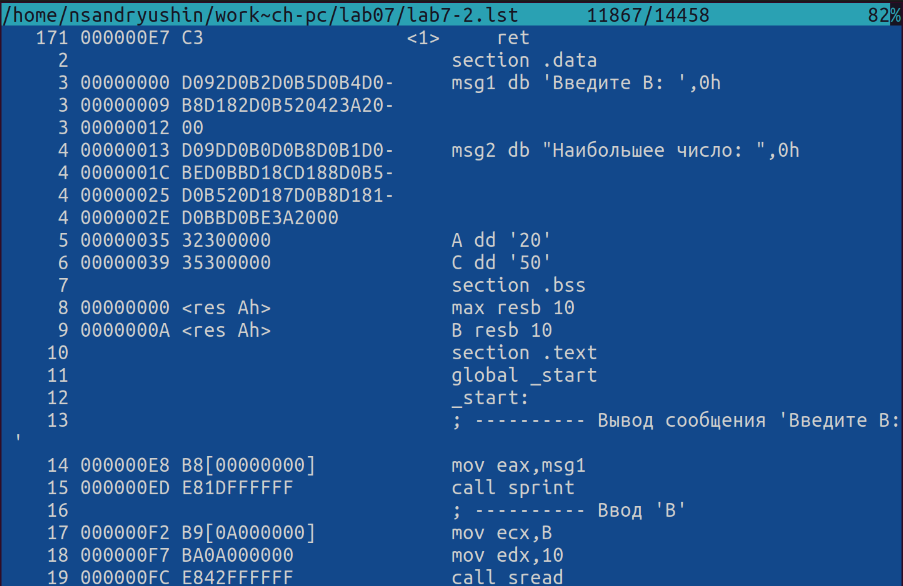 /home/nsandryushin/work~ch-pc/lab07/lab7-2.lst 11867/14458 82%
171 000000E7 C3 <1> ret
2 section .data
3 00000000 D092D0B2D0B5D0B4D0- msg1 db 'Введите B: ',0h
3 00000009 B8D182D0B520423A20-
3 00000012 00
4 00000013 D09DD0B0D0B8D0B1D0- msg2 db "Наибольшее число: ",0h
4 0000001C BED0BBD18CD188D0B5-
4 00000025 D0B520D187D0B8D181-
4 0000002E D0BBD0BE3A2000
5 00000035 32300000 A dd '20'
6 00000039 35300000 C dd '50'
7 section .bss
8 00000000 <res Ah> max resb 10
9 0000000A <res Ah> B resb 10
10 section .text
11 global _start
12 _start:
13 ; ---------- Вывод сообщения 'Введите B:
'
14 000000E8 B8[00000000] mov eax,msg1
15 000000ED E81DFFFFFF call sprint
16 ; ---------- Ввод 'B'
17 000000F2 B9[0A000000] mov ecx,B
18 000000F7 BA0A000000 mov edx,10
19 000000FC E842FFFFFF call sread